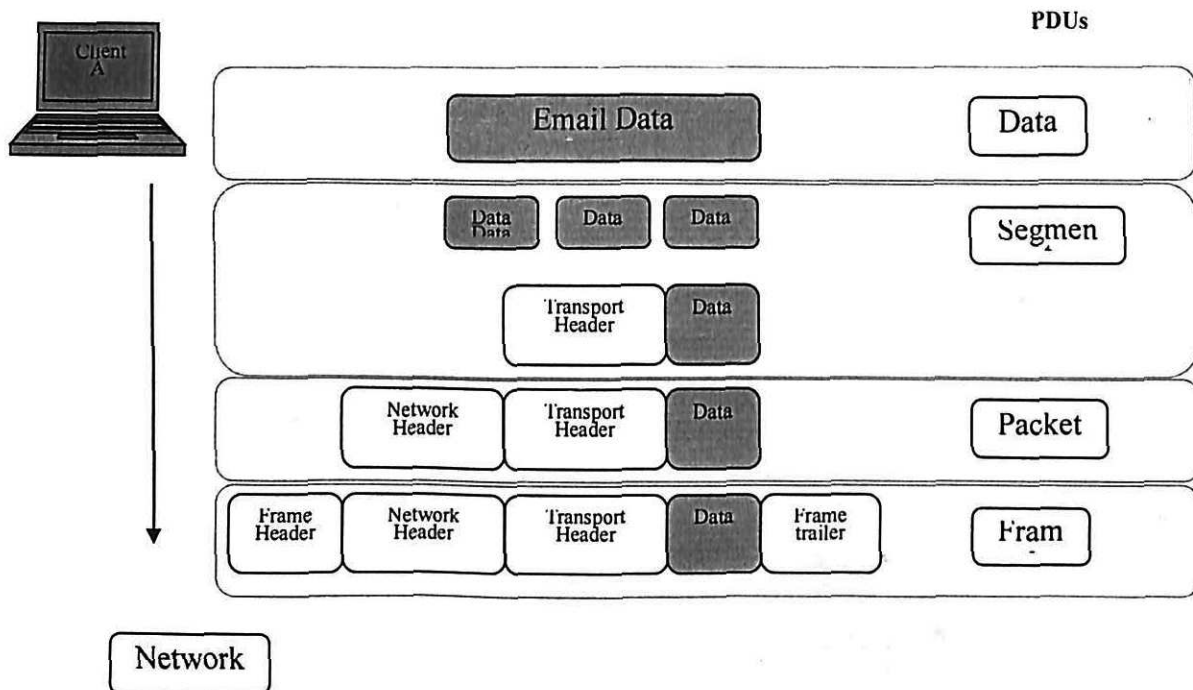 PDUs
Client
A
Email Data
Data
Data
Data
Data
Data
Segmen
Transport
Header
Data
Network
Header
Transport
Header
Data
Packet
Frame
Header
Network
Header
Transport
Header
Data
Frame
trailer
Fram
Network